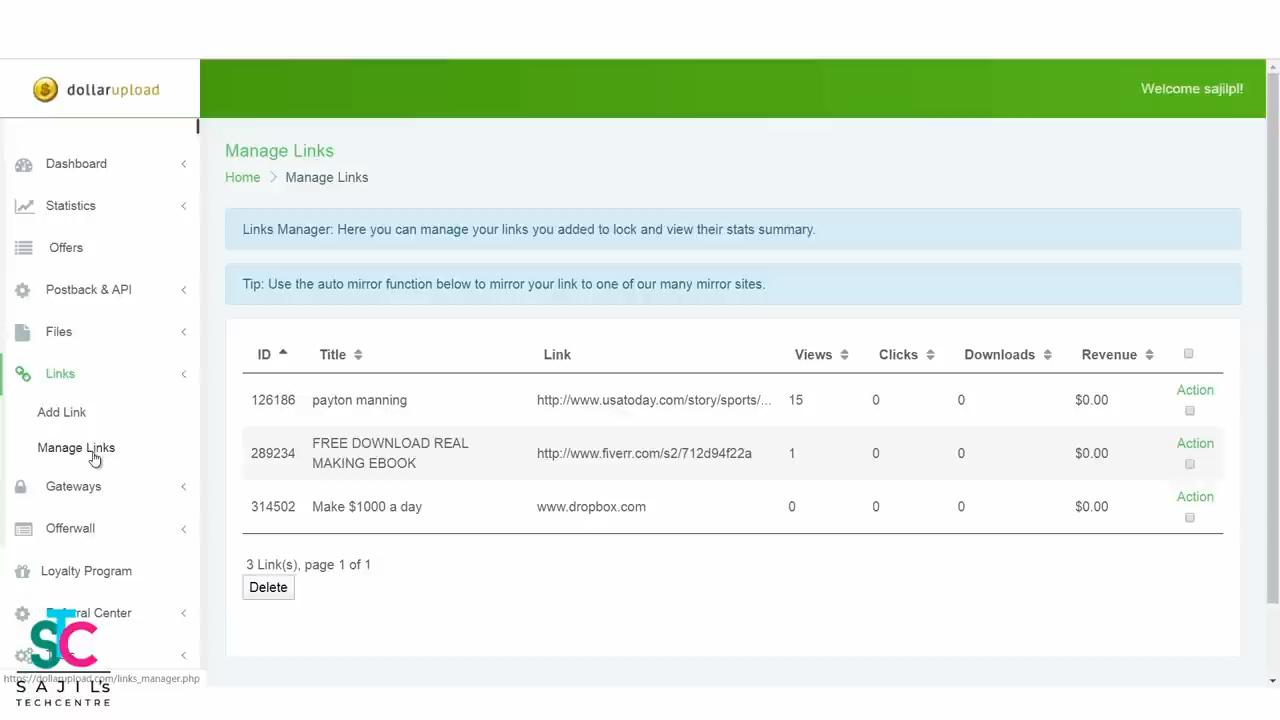 dollarupload
Welcome sajilpl!
Dashboard
Statistics
Offers
Postback & API
Files
Links
Add Link
Manage Links
Gateways
Offerwall
Loyalty Program
Referral Center
https://dollarupload.com/links_manager.php
STC
SAJIL's
TECHCENTRE
Manage Links
Home > Manage Links
Links Manager: Here you can manage your links you added to lock and view their stats summary.
Tip: Use the auto mirror function below to mirror your link to one of our many mirror sites.
ID Title Link Views Clicks Downloads Revenue
126186 payton manning http://www.usatoday.com/story/sports/... 15 0 0 $0.00 Action
289234 FREE DOWNLOAD REAL MAKING EBOOK http://www.fiverr.com/s2/712d94f22a 1 0 0 $0.00 Action
314502 Make $1000 a day www.dropbox.com 0 0 0 $0.00 Action
3 Link(s), page 1 of 1
Delete